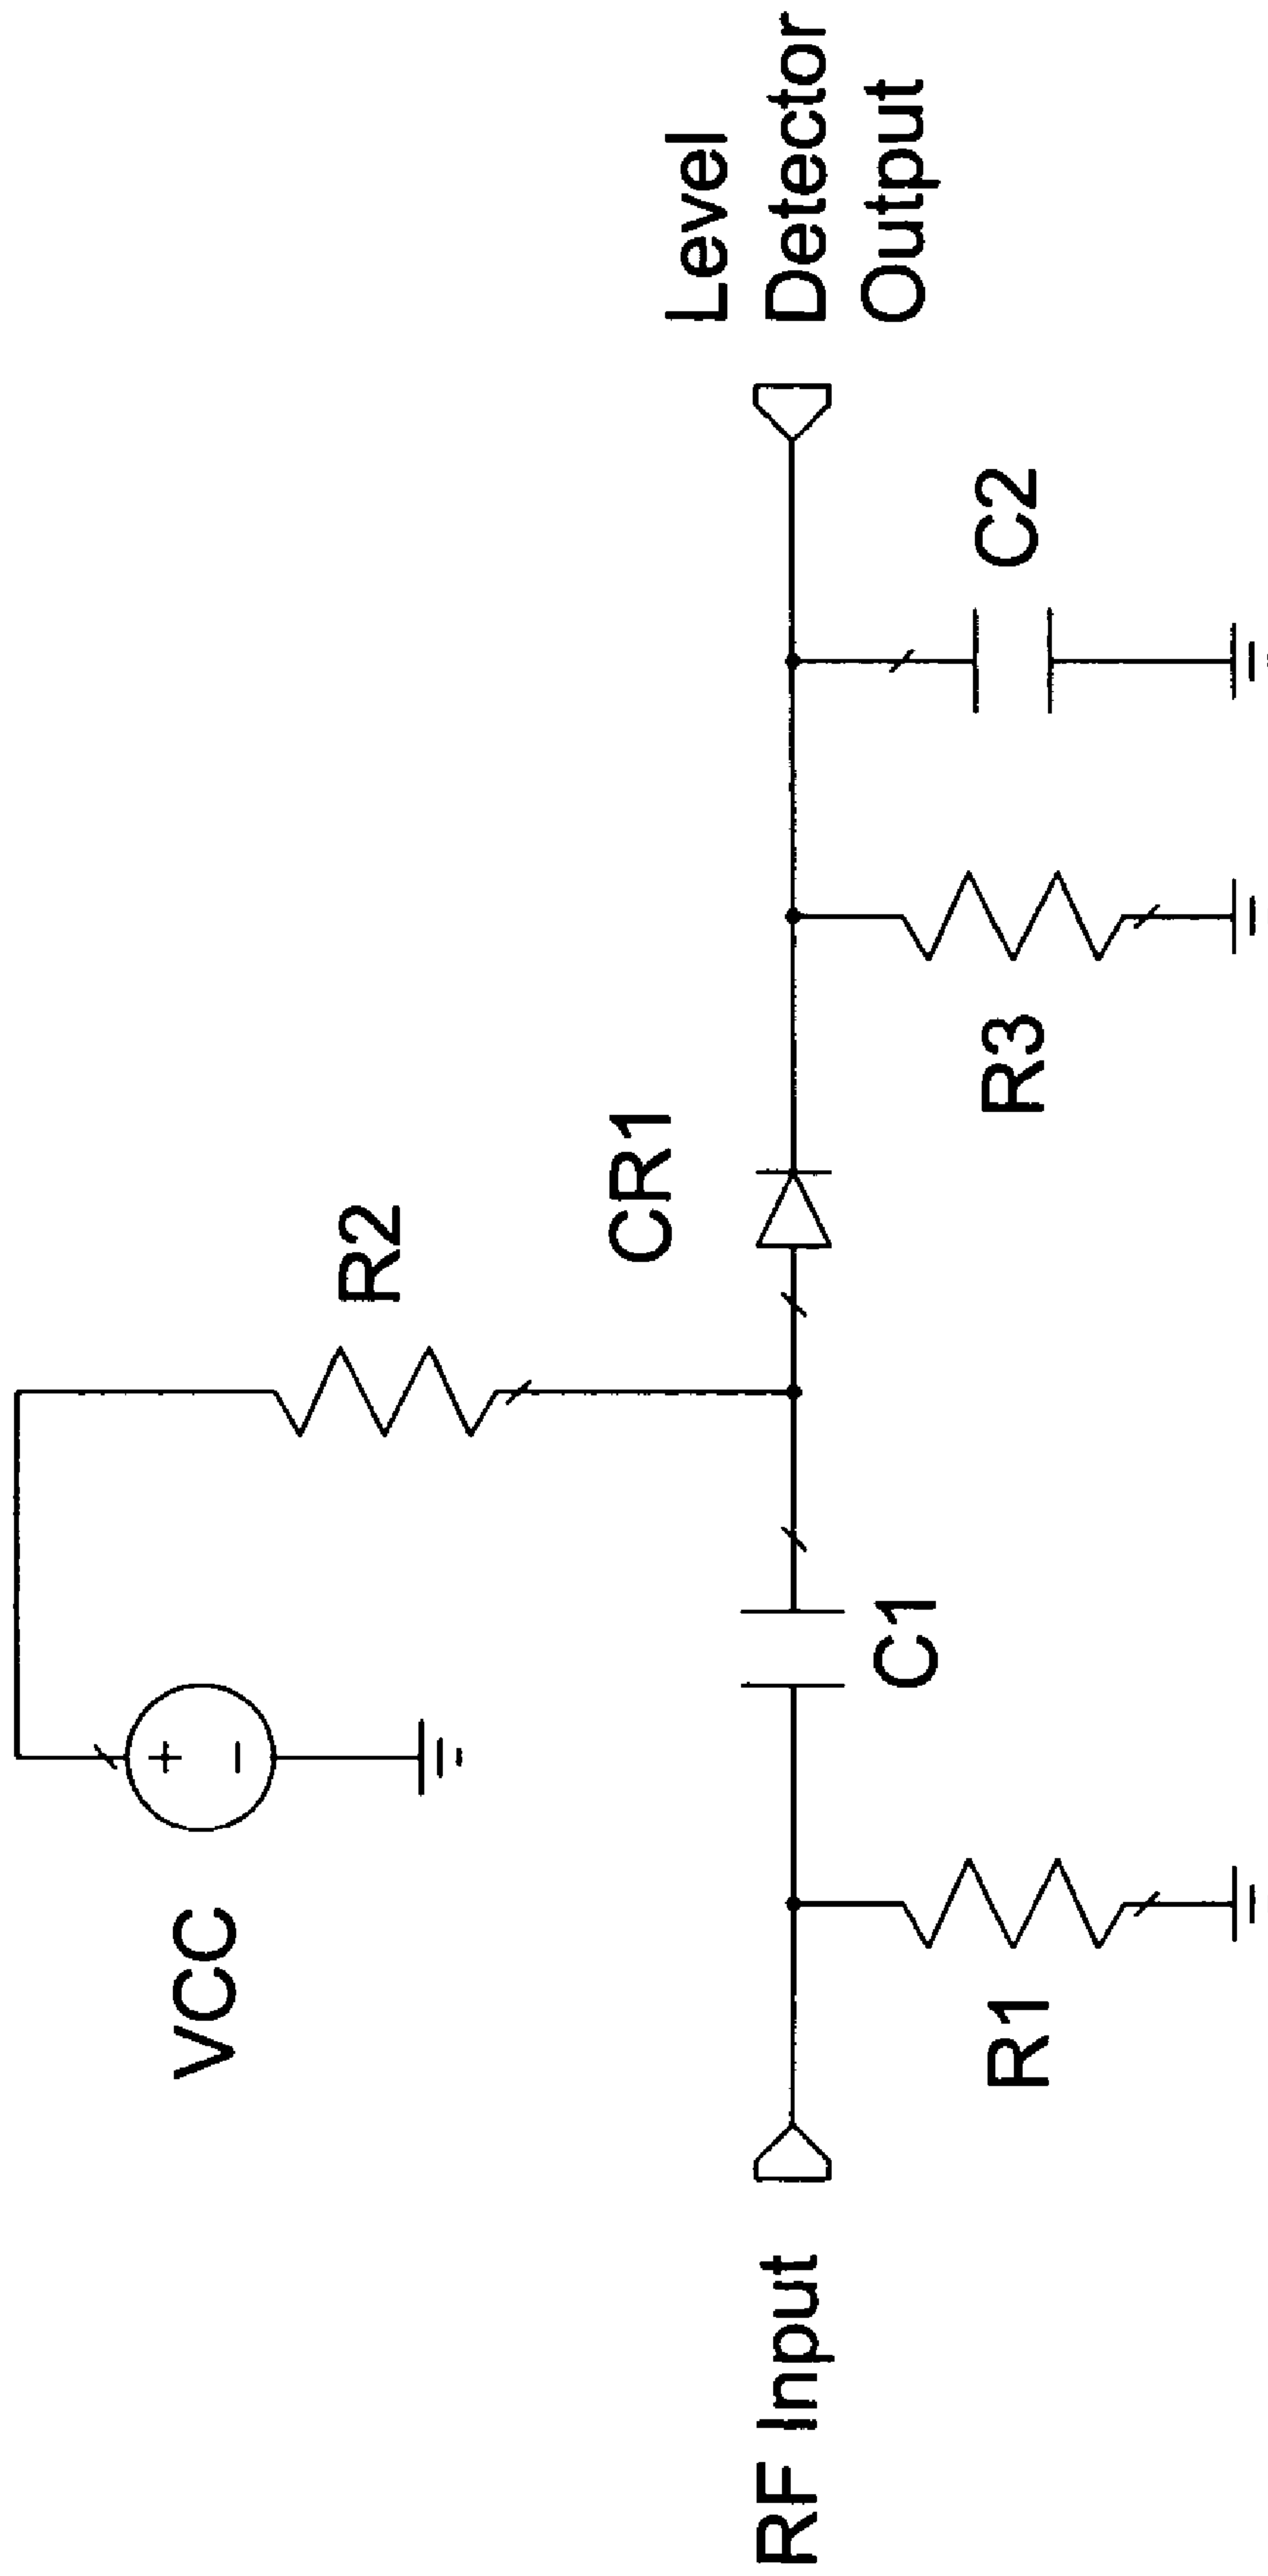 VCC
R2
CR1
Level
Detector
Output
RF Input
C1
R1
R3
C2
+
−